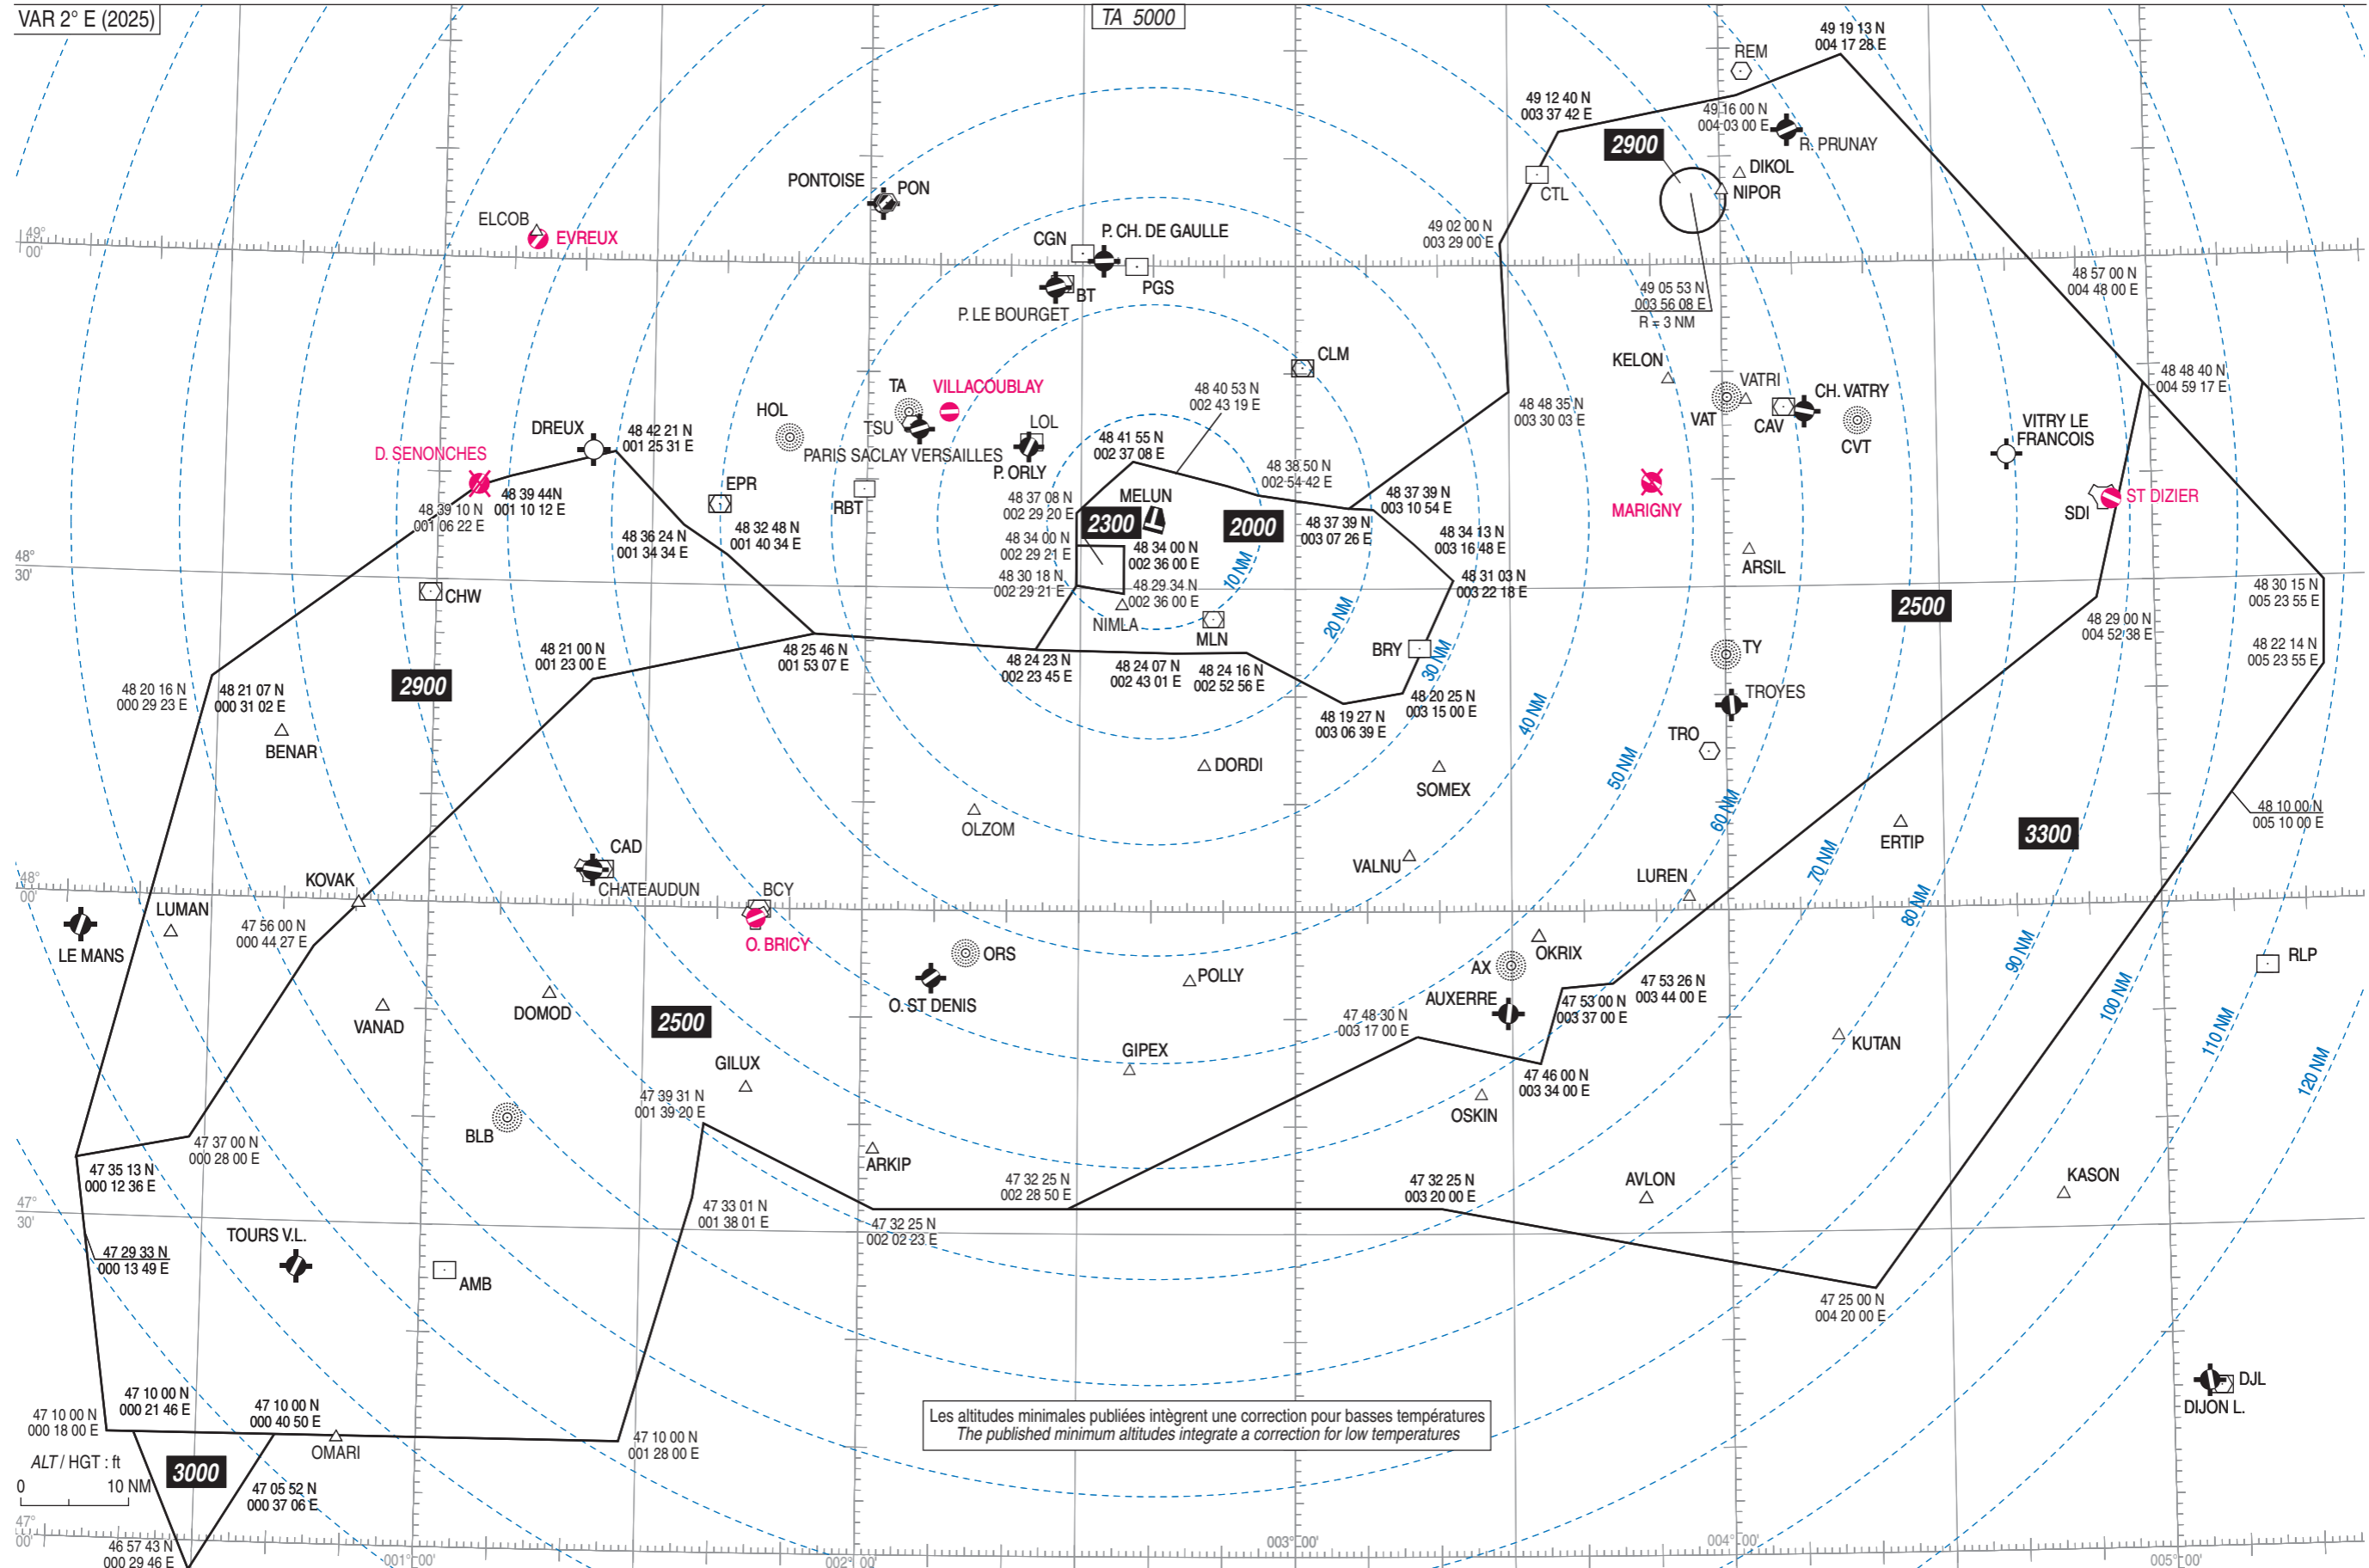 VAR 2° E (2025)
TA 5000
49 19 13 N
004 17 28 E
REM
49 12 40 N
003 37 42 E
49 16 00 N
004 03 00 E
R. PRUNAY
2900
DIKOL
NIPOR
CTL
PONTOISE
PON
ELCOB
EVREUX
CGN
P. CH. DE GAULLE
PGS
BT
P. LE BOURGET
49 02 00 N
003 29 00 E
49°
00'
49 05 53 N
003 56 08 E
R = 3 NM
48 57 00 N
004 48 00 E
CLM
KELON
VATRI
VAT
CAV
CH. VATRY
CVT
48 48 40 N
004 59 17 E
48 48 35 N
003 30 03 E
VITRY LE
FRANCOIS
TA
VILLACOUBLAY
HOL
TSU
PARIS SACLAY VERSAILLES
LOL
P. ORLY
48 40 53 N
002 43 19 E
48 41 55 N
002 37 08 E
48 38 50 N
002 54 42 E
DREUX
48 42 21 N
001 25 31 E
D. SENONCHES
48 39 44N
001 10 12 E
48 39 10 N
001 06 22 E
EPR
RBT
48 36 24 N
001 34 34 E
48 32 48 N
001 40 34 E
48 37 08 N
002 29 20 E
MELUN
2300
2000
48 37 39 N
003 10 54 E
48 37 39 N
003 07 26 E
MARIGNY
ST DIZIER
SDI
48 34 00 N
002 29 21 E
48 34 00 N
002 36 00 E
48 34 13 N
003 16 48 E
48 30 18 N
002 29 21 E
48 29 34 N
002 36 00 E
48 31 03 N
003 22 18 E
ARSIL
48°
30'
CHW
NIMLA
MLN
10 NM
20 NM
30 NM
2500
48 30 15 N
005 23 55 E
48 29 00 N
004 52 38 E
48 22 14 N
005 23 55 E
48 21 00 N
001 23 00 E
48 25 46 N
001 53 07 E
48 24 23 N
002 23 45 E
48 24 07 N
002 43 01 E
48 24 16 N
002 52 56 E
BRY
TY
TROYES
TRO
48 20 16 N
000 29 23 E
48 21 07 N
000 31 02 E
2900
48 19 27 N
003 06 39 E
48 20 25 N
003 15 00 E
BENAR
40 NM
50 NM
60 NM
70 NM
80 NM
90 NM
100 NM
110 NM
120 NM
DORDI
SOMEX
OLZOM
VALNU
ERTIP
3300
48 10 00 N
005 10 00 E
CAD
CHATEAUDUN
BCY
O. BRICY
KOVAK
48°
00'
LUMAN
LE MANS
47 56 00 N
000 44 27 E
LUREN
OKRIX
AX
AUXERRE
RLP
ORS
O. ST DENIS
POLLY
VANAD
DOMOD
2500
47 53 26 N
003 44 00 E
47 53 00 N
003 37 00 E
47 48 30 N
003 17 00 E
47 46 00 N
003 34 00 E
KUTAN
GIPEX
GILUX
OSKIN
47 39 31 N
001 39 20 E
BLB
47 37 00 N
000 28 00 E
47 35 13 N
000 12 36 E
ARKIP
47 32 25 N
002 28 50 E
47 32 25 N
003 20 00 E
AVLON
KASON
47 33 01 N
001 38 01 E
47 32 25 N
002 02 23 E
47°
30'
47 29 33 N
000 13 49 E
TOURS V.L.
AMB
47 25 00 N
004 20 00 E
DJL
DIJON L.
47 10 00 N
000 18 00 E
47 10 00 N
000 21 46 E
47 10 00 N
000 40 50 E
OMARI
47 10 00 N
001 28 00 E
Les altitudes minimales publiées intègrent une correction pour basses températures
The published minimum altitudes integrate a correction for low temperatures
ALT / HGT : ft
0 10 NM
3000
47 05 52 N
000 37 06 E
47°
00'
46 57 43 N
000 29 46 E
001° 00'
002° 00'
003° 00'
004° 00'
005° 00'